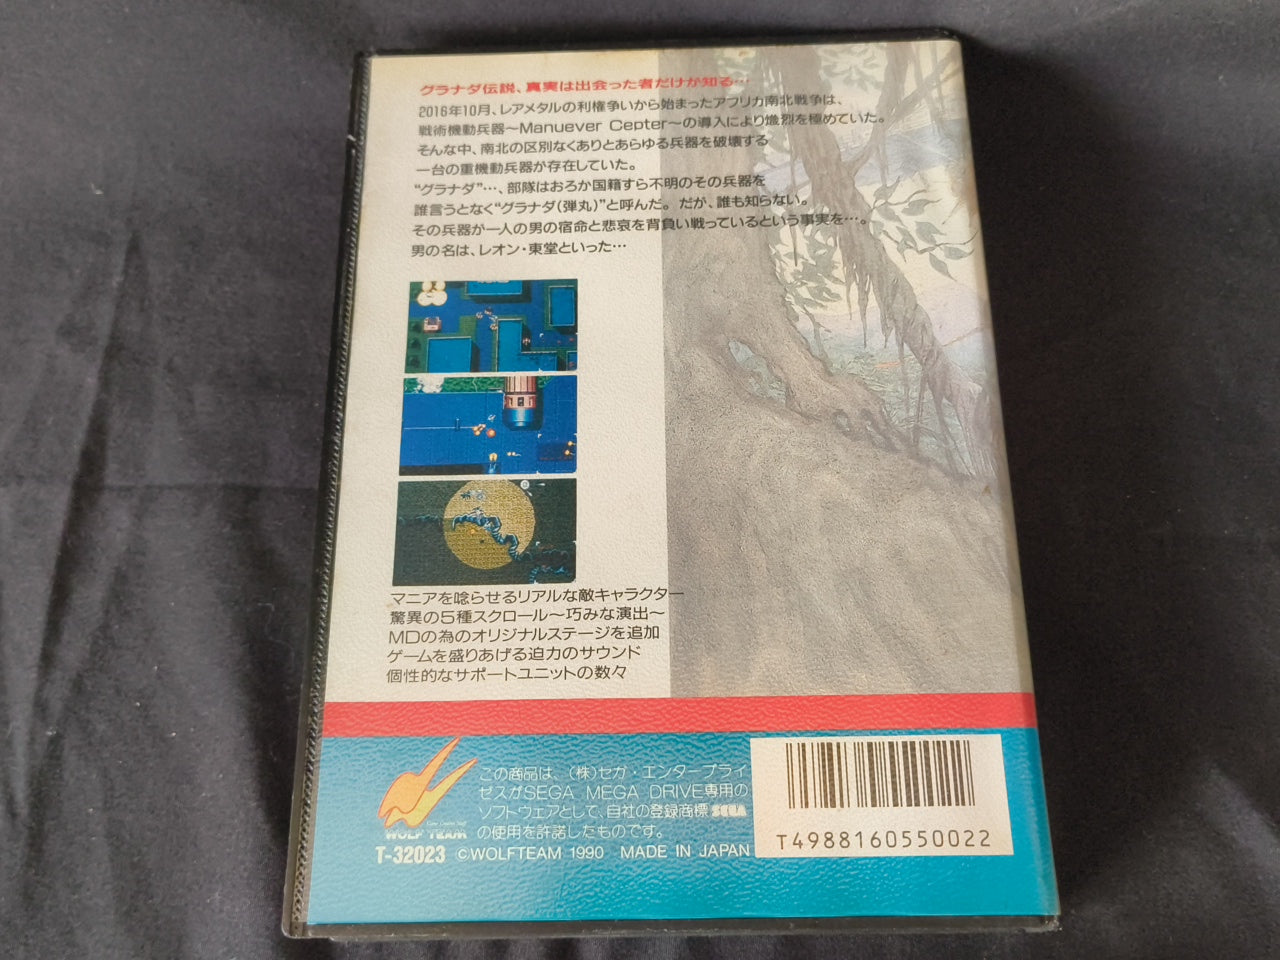 グラナダ伝説、真実は出会った者だけが知る…
2016年10月、レアメタルの利権争いから始まったアフリカ南北戦争は、
戦術機動兵器〜Manuever Cepter〜の導入により熾烈を極めていた。
そんな中、南北の区別なくありとあらゆる兵器を破壊する
一台の重機動兵器が存在していた。
“グラナダ”…、部隊はおろか国籍すら不明のその兵器を
誰言うとなく“グラナダ(弾丸)”と呼んだ。だが、誰も知らない。
その兵器が一人の男の宿命と悲哀を背負い戦っているという事実を…。
男の名は、レオン・東堂といった…
マニアを唸らせるリアルな敵キャラクター
驚異の5種スクロール〜巧みな演出〜
MDの為のオリジナルステージを追加
ゲームを盛りあげる迫力のサウンド
個性的なサポートユニットの数々
この商品は、(株)セガ・エンタープライ
ゼスがSEGA MEGA DRIVE専用の
ソフトウェアとして、自社の登録商標 SEGA
の使用を許諾したものです。
WOLF TEAM
T-32023 ©WOLFTEAM 1990 MADE IN JAPAN
T4988160550022